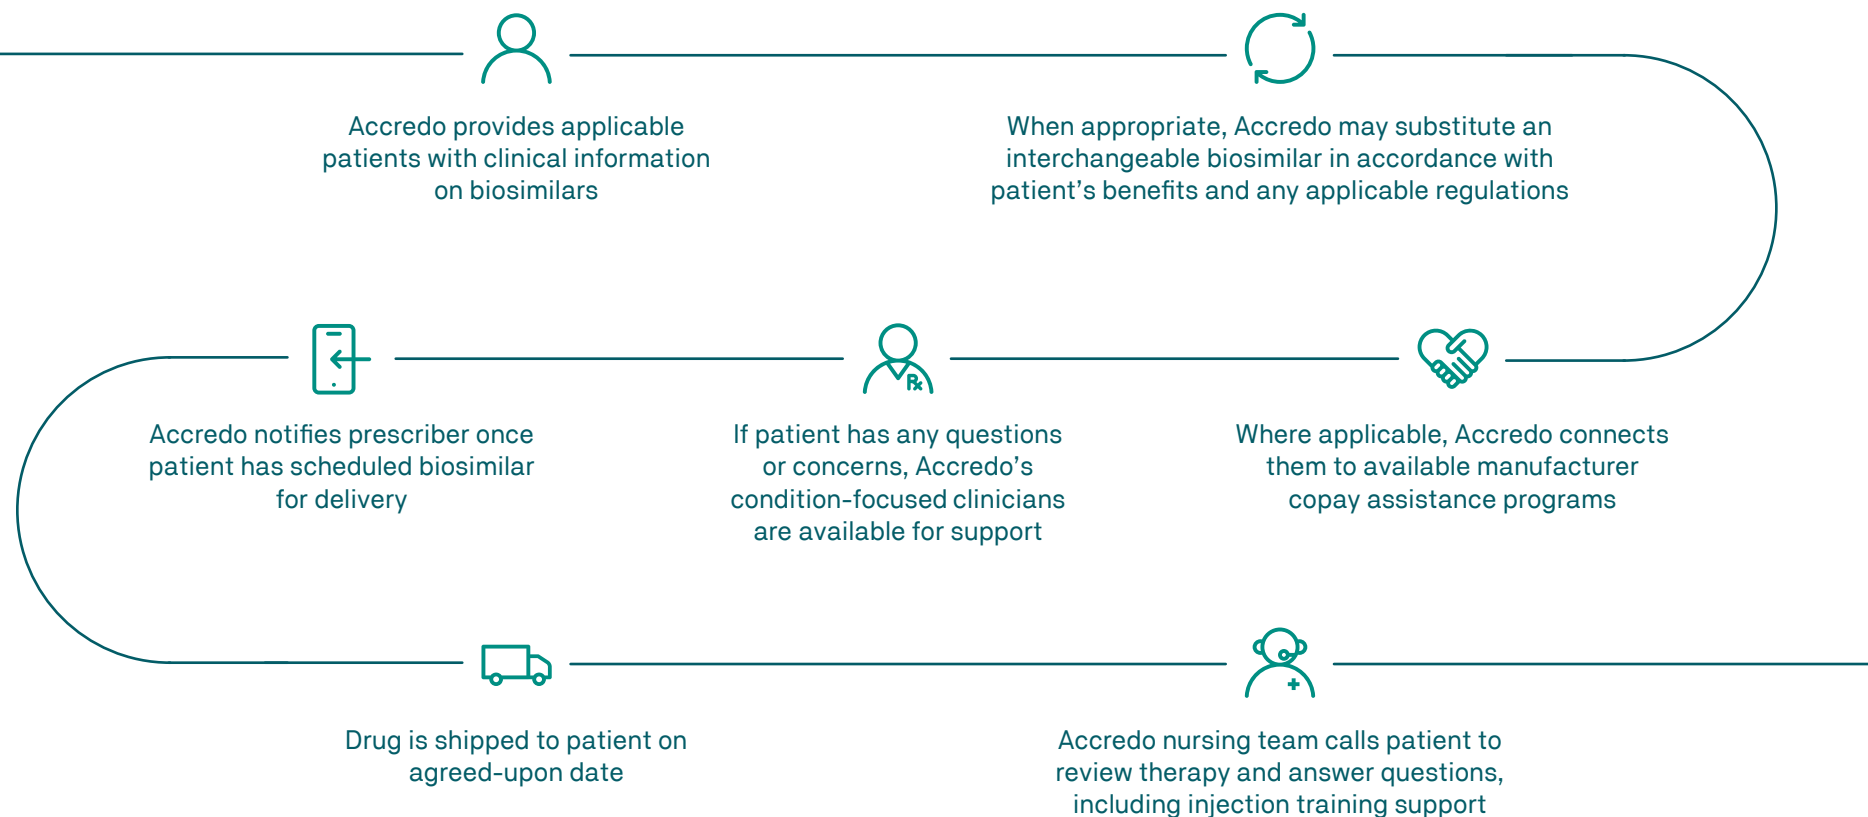 Accredo provides applicable
patients with clinical information
on biosimilars
When appropriate, Accredo may substitute an
interchangeable biosimilar in accordance with
patient's benefits and any applicable regulations
Where applicable, Accredo connects
them to available manufacturer
copay assistance programs
Rx
If patient has any questions
or concerns, Accredo's
condition-focused clinicians
are available for support
Accredo notifies prescriber once
patient has scheduled biosimilar
for delivery
Drug is shipped to patient on
agreed-upon date
Accredo nursing team calls patient to
review therapy and answer questions,
including injection training support